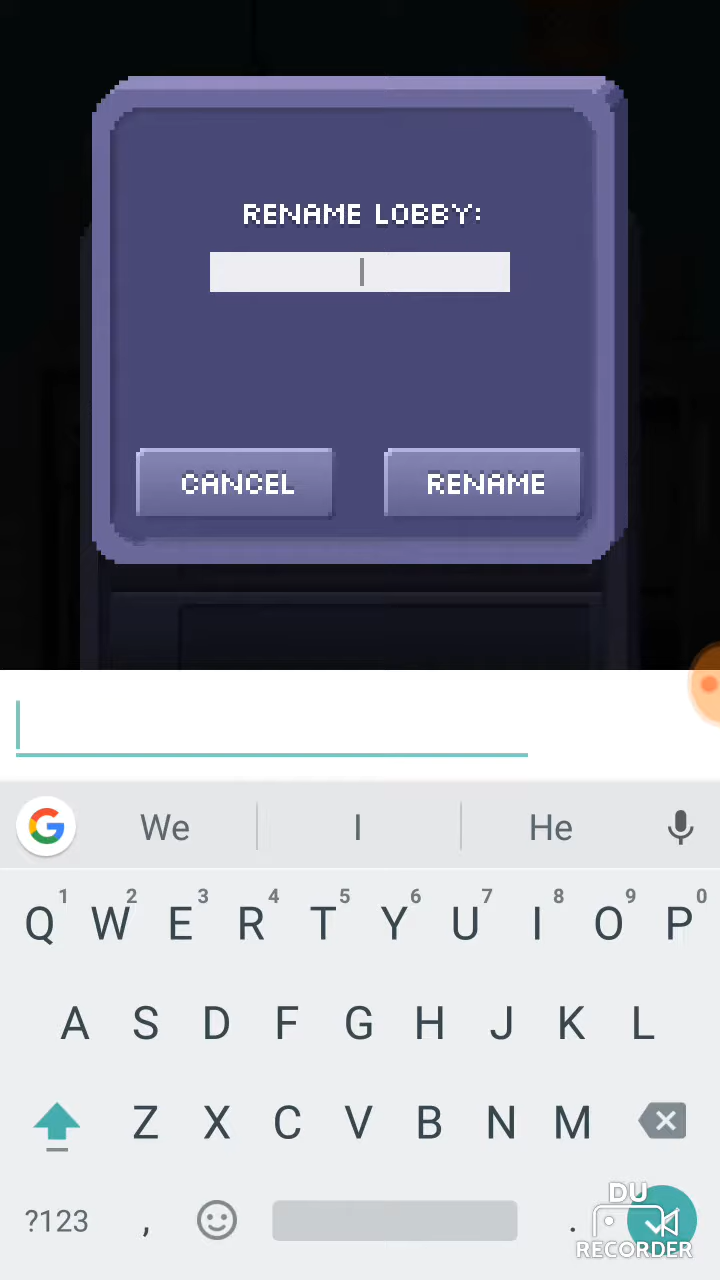 RENAME LOBBY:
CANCEL
RENAME
G
We
I
He
Q 1 W 2 E 3 R 4 T 5 Y 6 U 7 I 8 O 9 P 0
A S D F G H J K L
Z X C V B N M
?123 , .
DU
RECORDER